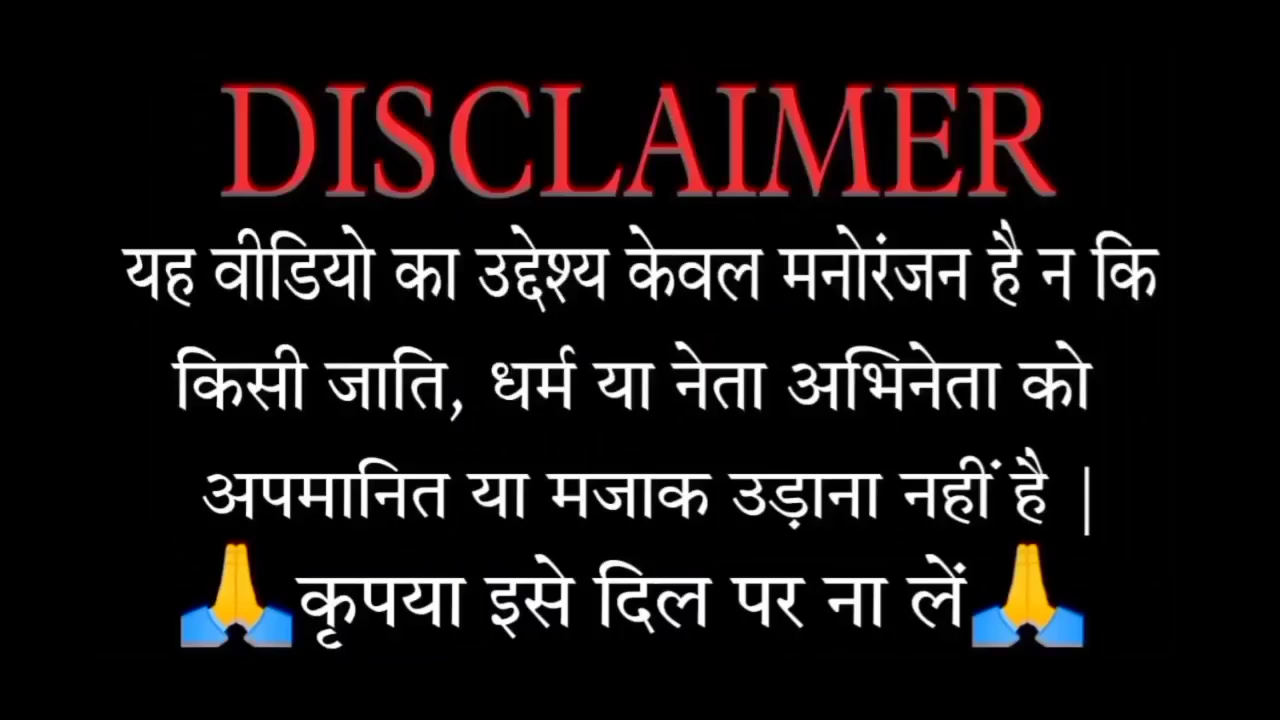 DISCLAIMER
यह वीडियो का उद्देश्य केवल मनोरंजन है न कि
किसी जाति, धर्म या नेता अभिनेता को
अपमानित या मजाक उड़ाना नहीं है |
🙏कृपया इसे दिल पर ना लें🙏